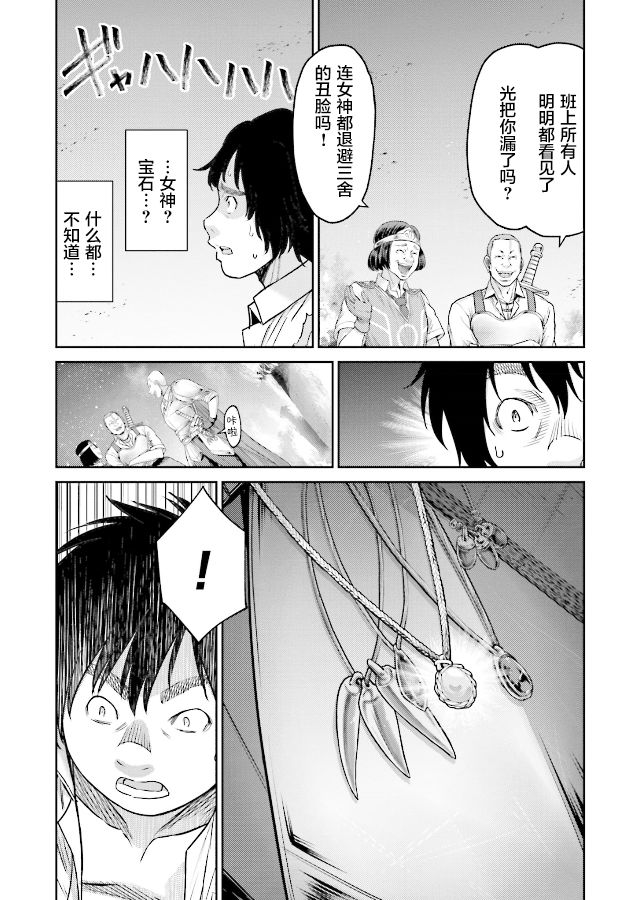 班上所有人
明明都看见了
光把你漏了吗？
连女神都退避三舍
的丑脸吗！
ギャハハハハハ
…女神？
宝石…？
什么都…
不知道…
咔啦
！